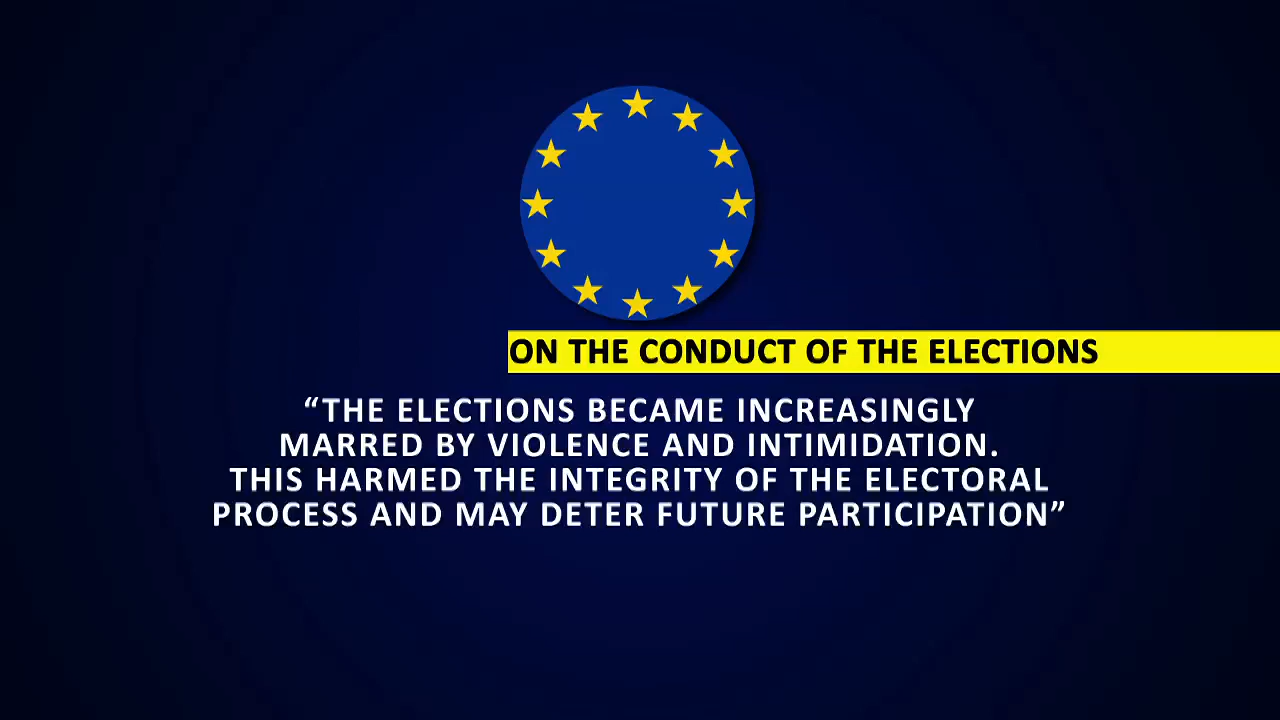 ON THE CONDUCT OF THE ELECTIONS
“THE ELECTIONS BECAME INCREASINGLY
MARRED BY VIOLENCE AND INTIMIDATION.
THIS HARMED THE INTEGRITY OF THE ELECTORAL
PROCESS AND MAY DETER FUTURE PARTICIPATION”